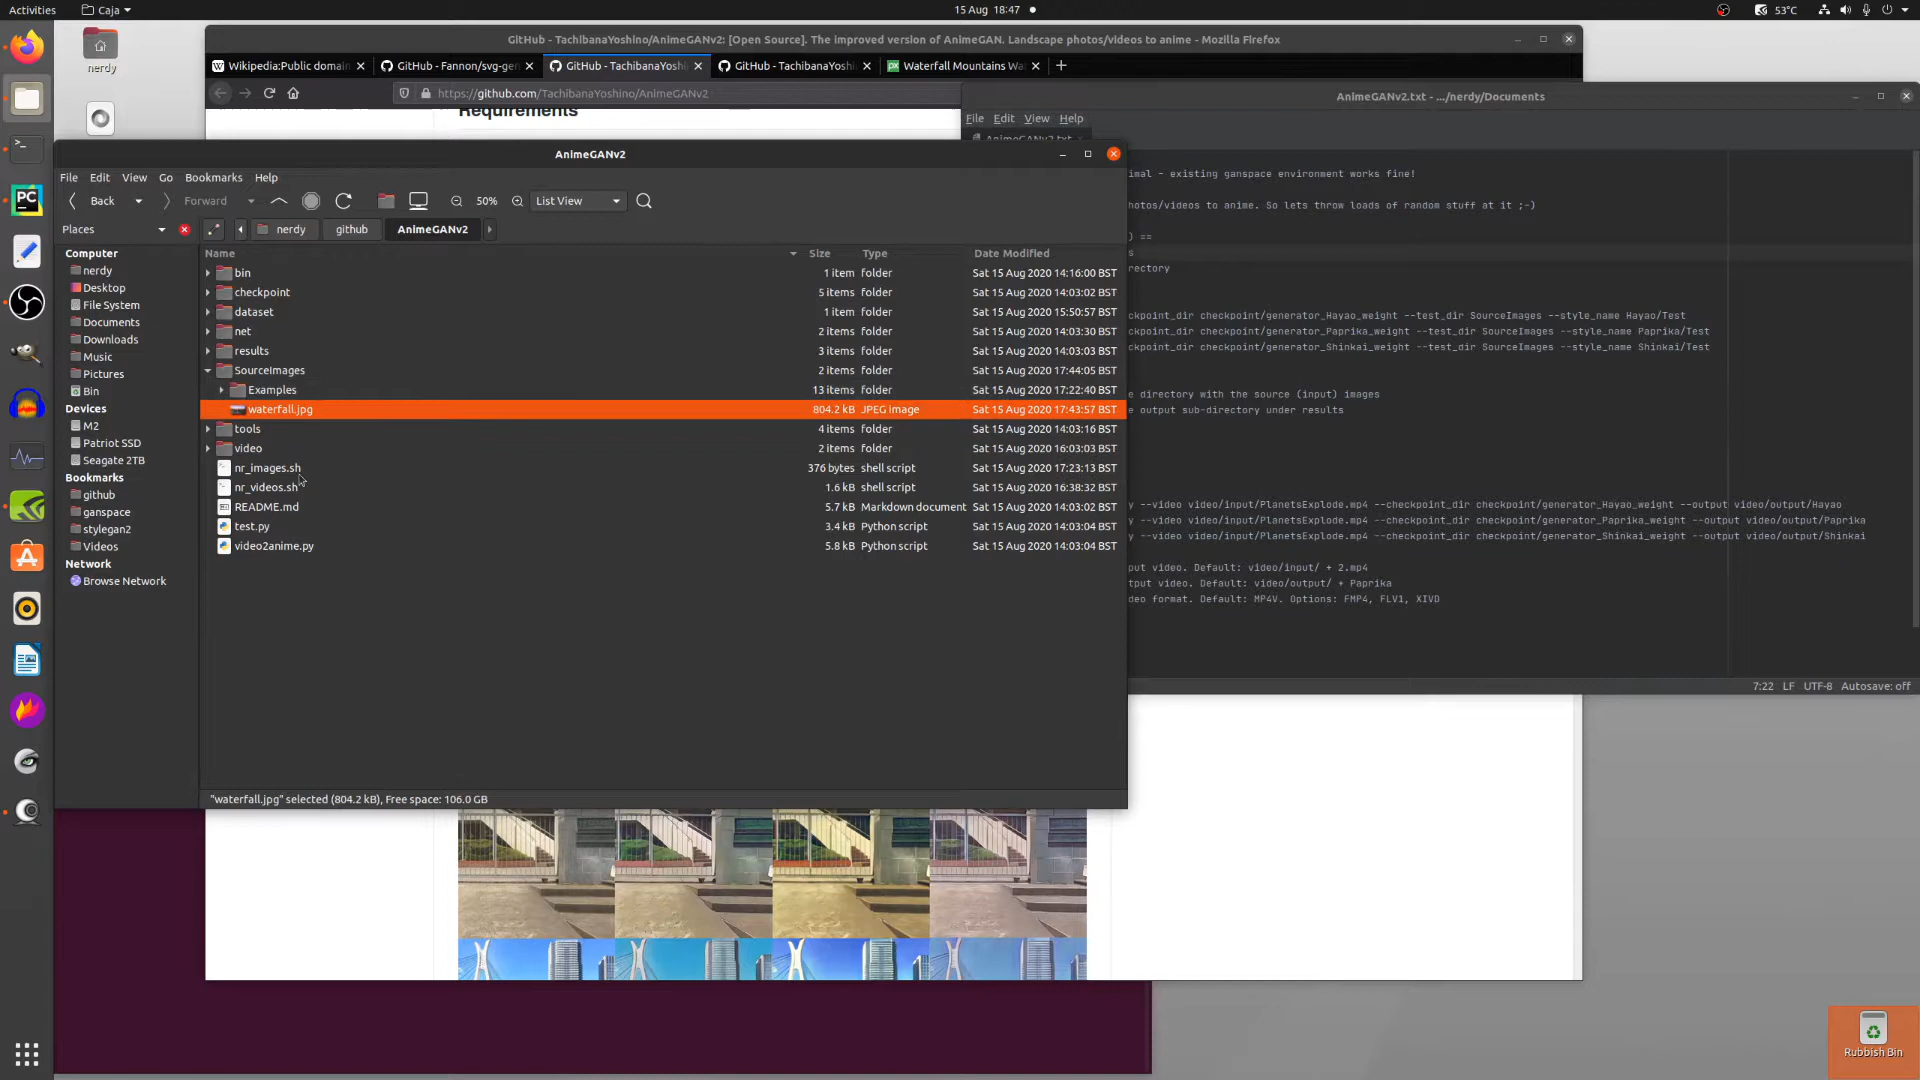 Activities
Caja
15 Aug 18:47
53°C
nerdy
GitHub - TachibanaYoshino/AnimeGANv2: [Open Source]. The improved version of AnimeGAN. Landscape photos/videos to anime - Mozilla Firefox
Wikipedia:Public domain
GitHub - Fannon/svg-gen
GitHub - TachibanaYoshi
GitHub - TachibanaYoshi
Waterfall Mountains Wa
https://github.com/TachibanaYoshino/AnimeGANv2
Requirements
AnimeGANv2.txt - .../nerdy/Documents
File Edit View Help
AnimeGANv2.txt
imal - existing ganspace environment works fine!
hotos/videos to anime. So lets throw loads of random stuff at it ;-)
) ==
s
rectory
ckpoint_dir checkpoint/generator_Hayao_weight --test_dir SourceImages --style_name Hayao/Test
ckpoint_dir checkpoint/generator_Paprika_weight --test_dir SourceImages --style_name Paprika/Test
ckpoint_dir checkpoint/generator_Shinkai_weight --test_dir SourceImages --style_name Shinkai/Test
e directory with the source (input) images
e output sub-directory under results
y --video video/input/PlanetsExplode.mp4 --checkpoint_dir checkpoint/generator_Hayao_weight --output video/output/Hayao
y --video video/input/PlanetsExplode.mp4 --checkpoint_dir checkpoint/generator_Paprika_weight --output video/output/Paprika
y --video video/input/PlanetsExplode.mp4 --checkpoint_dir checkpoint/generator_Shinkai_weight --output video/output/Shinkai
put video. Default: video/input/ + 2.mp4
tput video. Default: video/output/ + Paprika
deo format. Default: MP4V. Options: FMP4, FLV1, XIVD
7:22 LF UTF-8 Autosave: off
AnimeGANv2
File Edit View Go Bookmarks Help
Back Forward 50% List View
Places nerdy github AnimeGANv2
Computer
nerdy
Desktop
File System
Documents
Downloads
Music
Pictures
Bin
Devices
M2
Patriot SSD
Seagate 2TB
Bookmarks
github
ganspace
stylegan2
Videos
Network
Browse Network
Name Size Type Date Modified
bin 1 item folder Sat 15 Aug 2020 14:16:00 BST
checkpoint 5 items folder Sat 15 Aug 2020 14:03:02 BST
dataset 1 item folder Sat 15 Aug 2020 15:50:57 BST
net 2 items folder Sat 15 Aug 2020 14:03:30 BST
results 3 items folder Sat 15 Aug 2020 14:03:03 BST
SourceImages 2 items folder Sat 15 Aug 2020 17:44:05 BST
Examples 13 items folder Sat 15 Aug 2020 17:22:40 BST
waterfall.jpg 804.2 kB JPEG image Sat 15 Aug 2020 17:43:57 BST
tools 4 items folder Sat 15 Aug 2020 14:03:16 BST
video 2 items folder Sat 15 Aug 2020 16:03:03 BST
nr_images.sh 376 bytes shell script Sat 15 Aug 2020 17:23:13 BST
nr_videos.sh 1.6 kB shell script Sat 15 Aug 2020 16:38:32 BST
README.md 5.7 kB Markdown document Sat 15 Aug 2020 14:03:02 BST
test.py 3.4 kB Python script Sat 15 Aug 2020 14:03:04 BST
video2anime.py 5.8 kB Python script Sat 15 Aug 2020 14:03:04 BST
"waterfall.jpg" selected (804.2 kB), Free space: 106.0 GB
Rubbish Bin